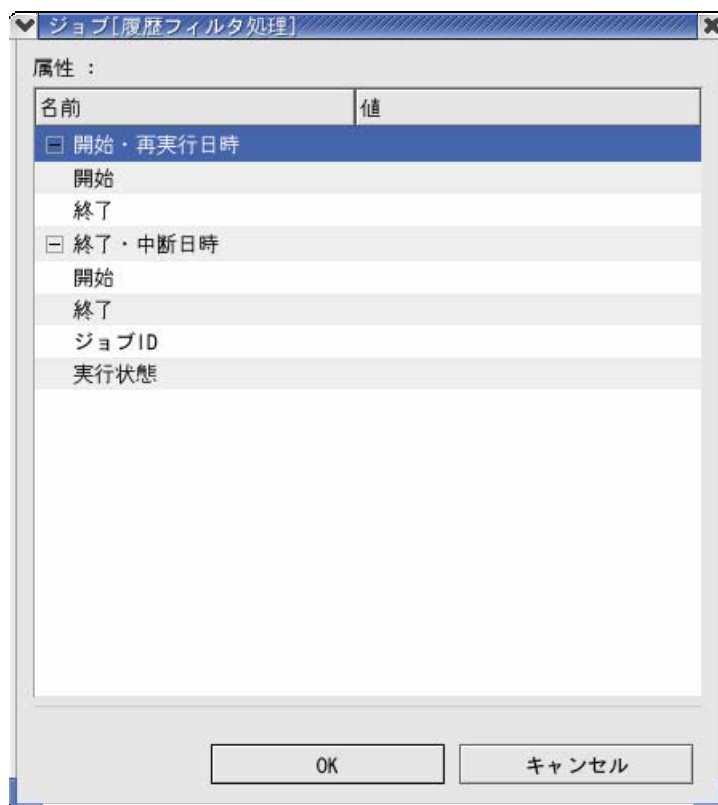 ジョブ[履歴フィルタ処理]
属性 :
名前 値
開始・再実行日時
開始
終了
終了・中断日時
開始
終了
ジョブID
実行状態
OK キャンセル